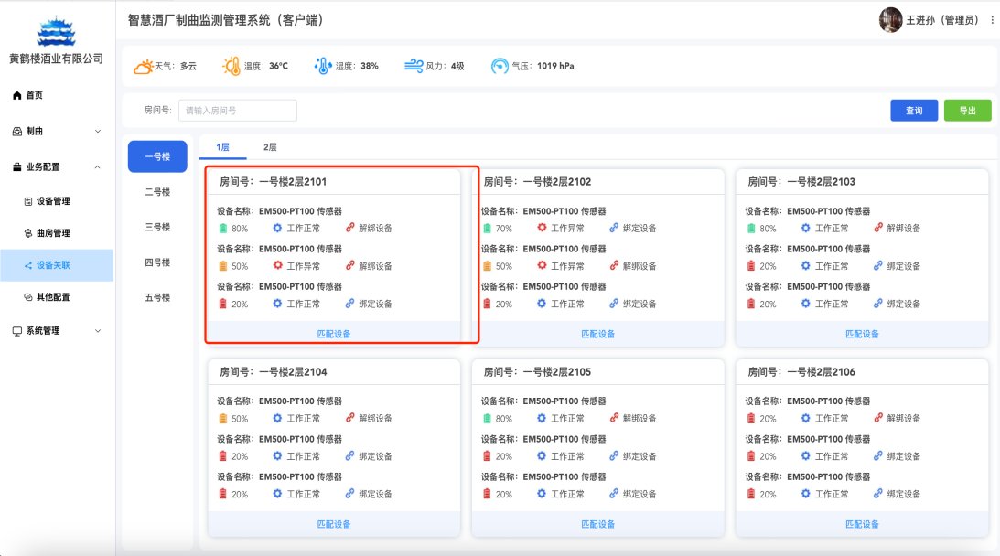 智慧酒厂制曲监测管理系统（客户端）
王进孙（管理员）
黄鹤楼酒业有限公司
首页
制曲
业务配置
设备管理
曲房管理
设备关联
其他配置
系统管理
天气：多云 温度：36°C 湿度：38% 风力：4级 气压：1019 hPa
房间号: 请输入房间号 查询 导出
一号楼
二号楼
三号楼
四号楼
五号楼
1层 2层
房间号：一号楼2层2101
设备名称：EM500-PT100 传感器
80% 工作正常 解绑设备
设备名称：EM500-PT100 传感器
50% 工作异常 解绑设备
设备名称：EM500-PT100 传感器
20% 工作正常 绑定设备
匹配设备
房间号：一号楼2层2102
设备名称：EM500-PT100 传感器
70% 工作异常 绑定设备
设备名称：EM500-PT100 传感器
50% 工作异常 解绑设备
设备名称：EM500-PT100 传感器
20% 工作正常 绑定设备
匹配设备
房间号：一号楼2层2103
设备名称：EM500-PT100 传感器
80% 工作正常 解绑设备
设备名称：EM500-PT100 传感器
20% 工作正常 绑定设备
设备名称：EM500-PT100 传感器
20% 工作正常 绑定设备
匹配设备
房间号：一号楼2层2104
设备名称：EM500-PT100 传感器
50% 工作正常 解绑设备
设备名称：EM500-PT100 传感器
20% 工作正常 绑定设备
设备名称：EM500-PT100 传感器
20% 工作正常 绑定设备
匹配设备
房间号：一号楼2层2105
设备名称：EM500-PT100 传感器
80% 工作正常 解绑设备
设备名称：EM500-PT100 传感器
20% 工作正常 绑定设备
设备名称：EM500-PT100 传感器
20% 工作正常 绑定设备
匹配设备
房间号：一号楼2层2106
设备名称：EM500-PT100 传感器
20% 工作正常 解绑设备
设备名称：EM500-PT100 传感器
20% 工作正常 绑定设备
设备名称：EM500-PT100 传感器
20% 工作正常 绑定设备
匹配设备